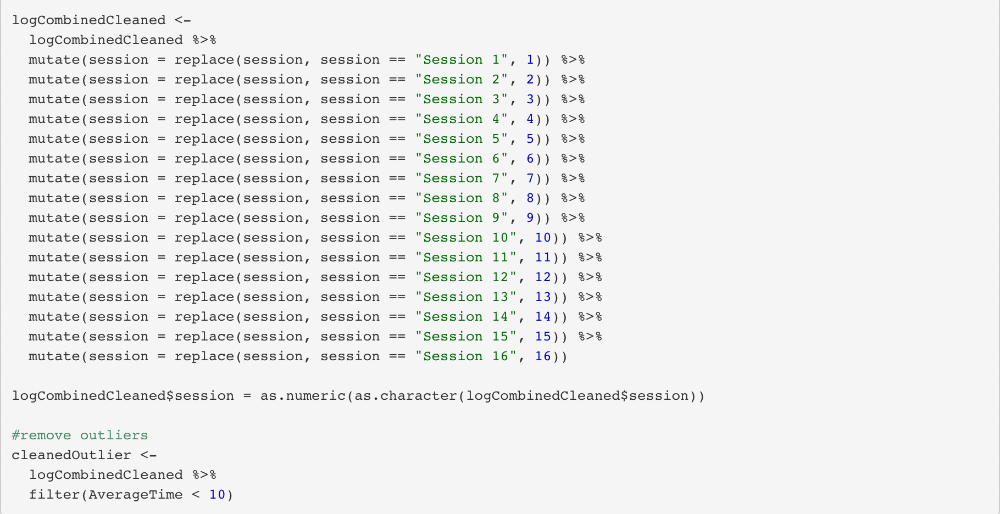 logCombinedCleaned <-
  logCombinedCleaned %>%
  mutate(session = replace(session, session == "Session 1", 1)) %>%
  mutate(session = replace(session, session == "Session 2", 2)) %>%
  mutate(session = replace(session, session == "Session 3", 3)) %>%
  mutate(session = replace(session, session == "Session 4", 4)) %>%
  mutate(session = replace(session, session == "Session 5", 5)) %>%
  mutate(session = replace(session, session == "Session 6", 6)) %>%
  mutate(session = replace(session, session == "Session 7", 7)) %>%
  mutate(session = replace(session, session == "Session 8", 8)) %>%
  mutate(session = replace(session, session == "Session 9", 9)) %>%
  mutate(session = replace(session, session == "Session 10", 10)) %>%
  mutate(session = replace(session, session == "Session 11", 11)) %>%
  mutate(session = replace(session, session == "Session 12", 12)) %>%
  mutate(session = replace(session, session == "Session 13", 13)) %>%
  mutate(session = replace(session, session == "Session 14", 14)) %>%
  mutate(session = replace(session, session == "Session 15", 15)) %>%
  mutate(session = replace(session, session == "Session 16", 16))

logCombinedCleaned$session = as.numeric(as.character(logCombinedCleaned$session))

#remove outliers
cleanedOutlier <-
  logCombinedCleaned %>%
  filter(AverageTime < 10)